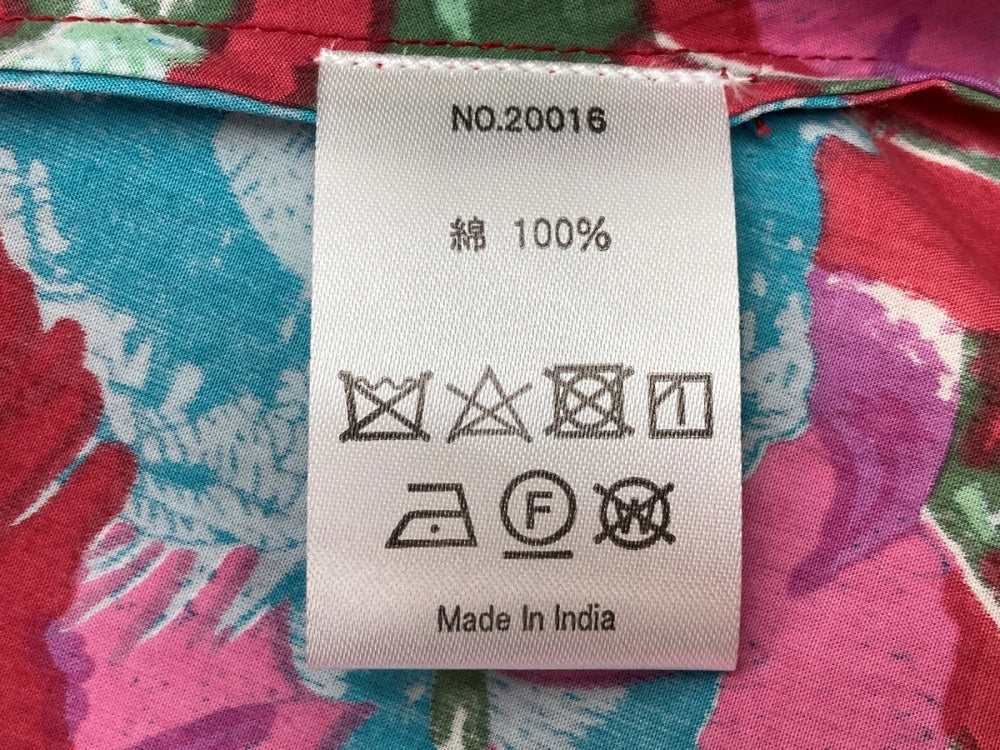 NO.20016
綿 100%
F W
Made In India